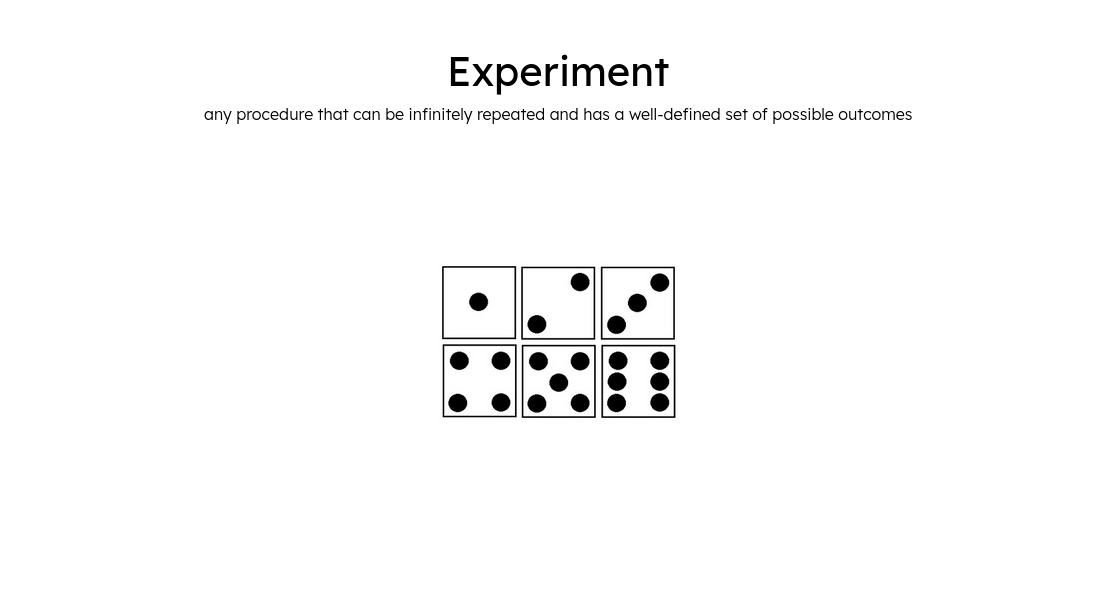 Experiment
any procedure that can be infinitely repeated and has a well-defined set of possible outcomes